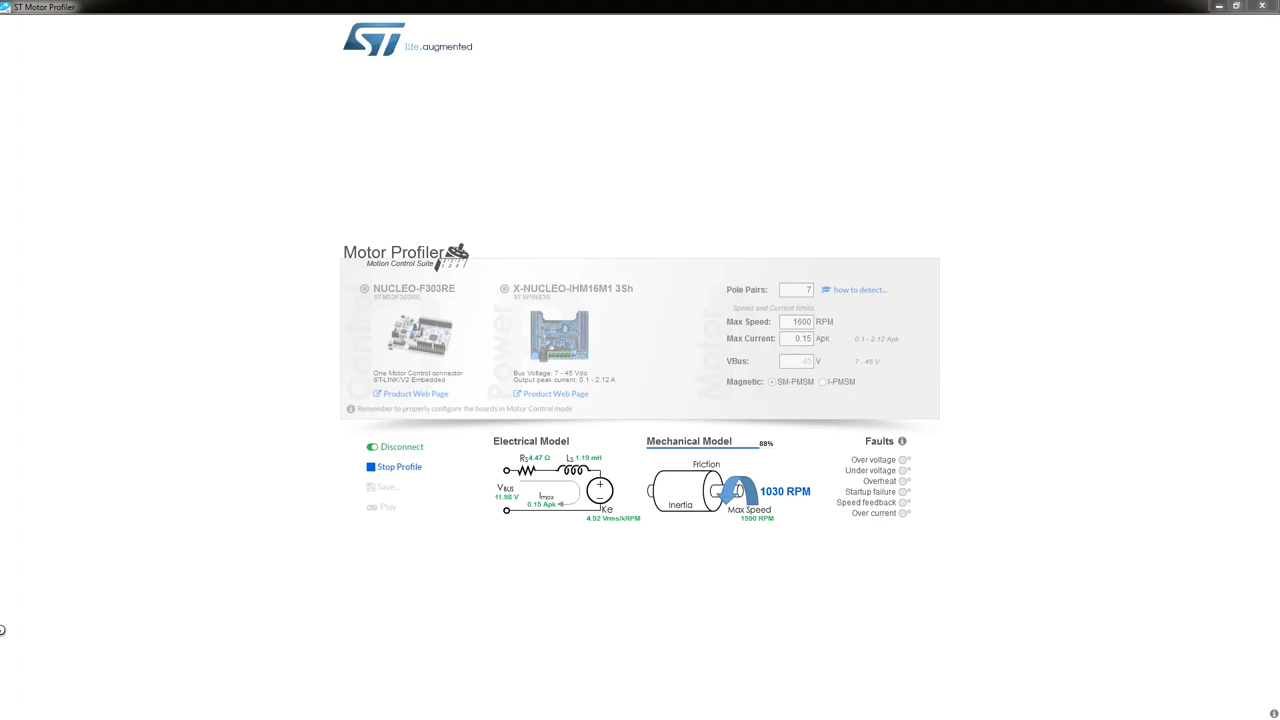 ST Motor Profiler
ST life.augmented
Motor Profiler
Motion Control Suite
Control
NUCLEO-F303RE
STM32F303RE
One Motor Control connector
ST-LINK/V2 Embedded
Product Web Page
Power
X-NUCLEO-IHM16M1 3Sh
STSPIN830
Bus Voltage: 7 - 45 Vdc
Output peak current: 0.1 - 2.12 A
Product Web Page
Motor
Pole Pairs: 7 how to detect...
Speed and Current limits
Max Speed: 1600 RPM
Max Current: 0.15 Apk 0.1 - 2.12 Apk
VBus: 45 V 7 - 45 V
Magnetic: SM-PMSM I-PMSM
Remember to properly configure the boards in Motor Control mode
Disconnect
Stop Profile
Save...
Play
Electrical Model
Rs 4.47 Ω Ls 1.19 mH
VBUS
11.98 V
Imax
0.15 Apk
Ke
4.92 Vrms/kRPM
Mechanical Model 88%
Friction
Inertia
1030 RPM
Max Speed
1590 RPM
Faults
Over voltage
Under voltage
Overheat
Startup failure
Speed feedback
Over current